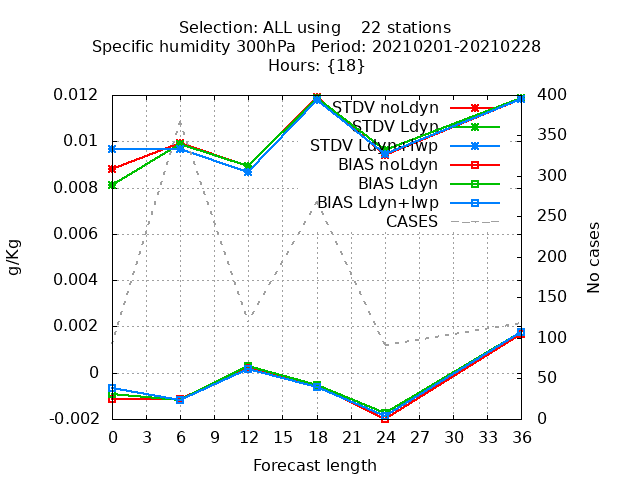 Selection: ALL using    22 stations
Specific humidity 300hPa   Period: 20210201-20210228
Hours: {18}
0.012
0.01
0.008
0.006
0.004
0.002
0
-0.002
g/Kg
400
350
300
250
200
150
100
50
0
No cases
STDV noLdyn
STDV Ldyn
STDV Ldyn+lwp
BIAS noLdyn
BIAS Ldyn
BIAS Ldyn+lwp
CASES
0 3 6 9 12 15 18 21 24 27 30 33 36
Forecast length